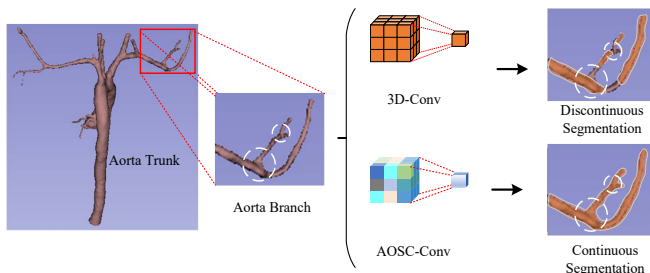 Aorta Trunk
Aorta Branch
3D-Conv
Discontinuous
Segmentation
AOSC-Conv
Continuous
Segmentation